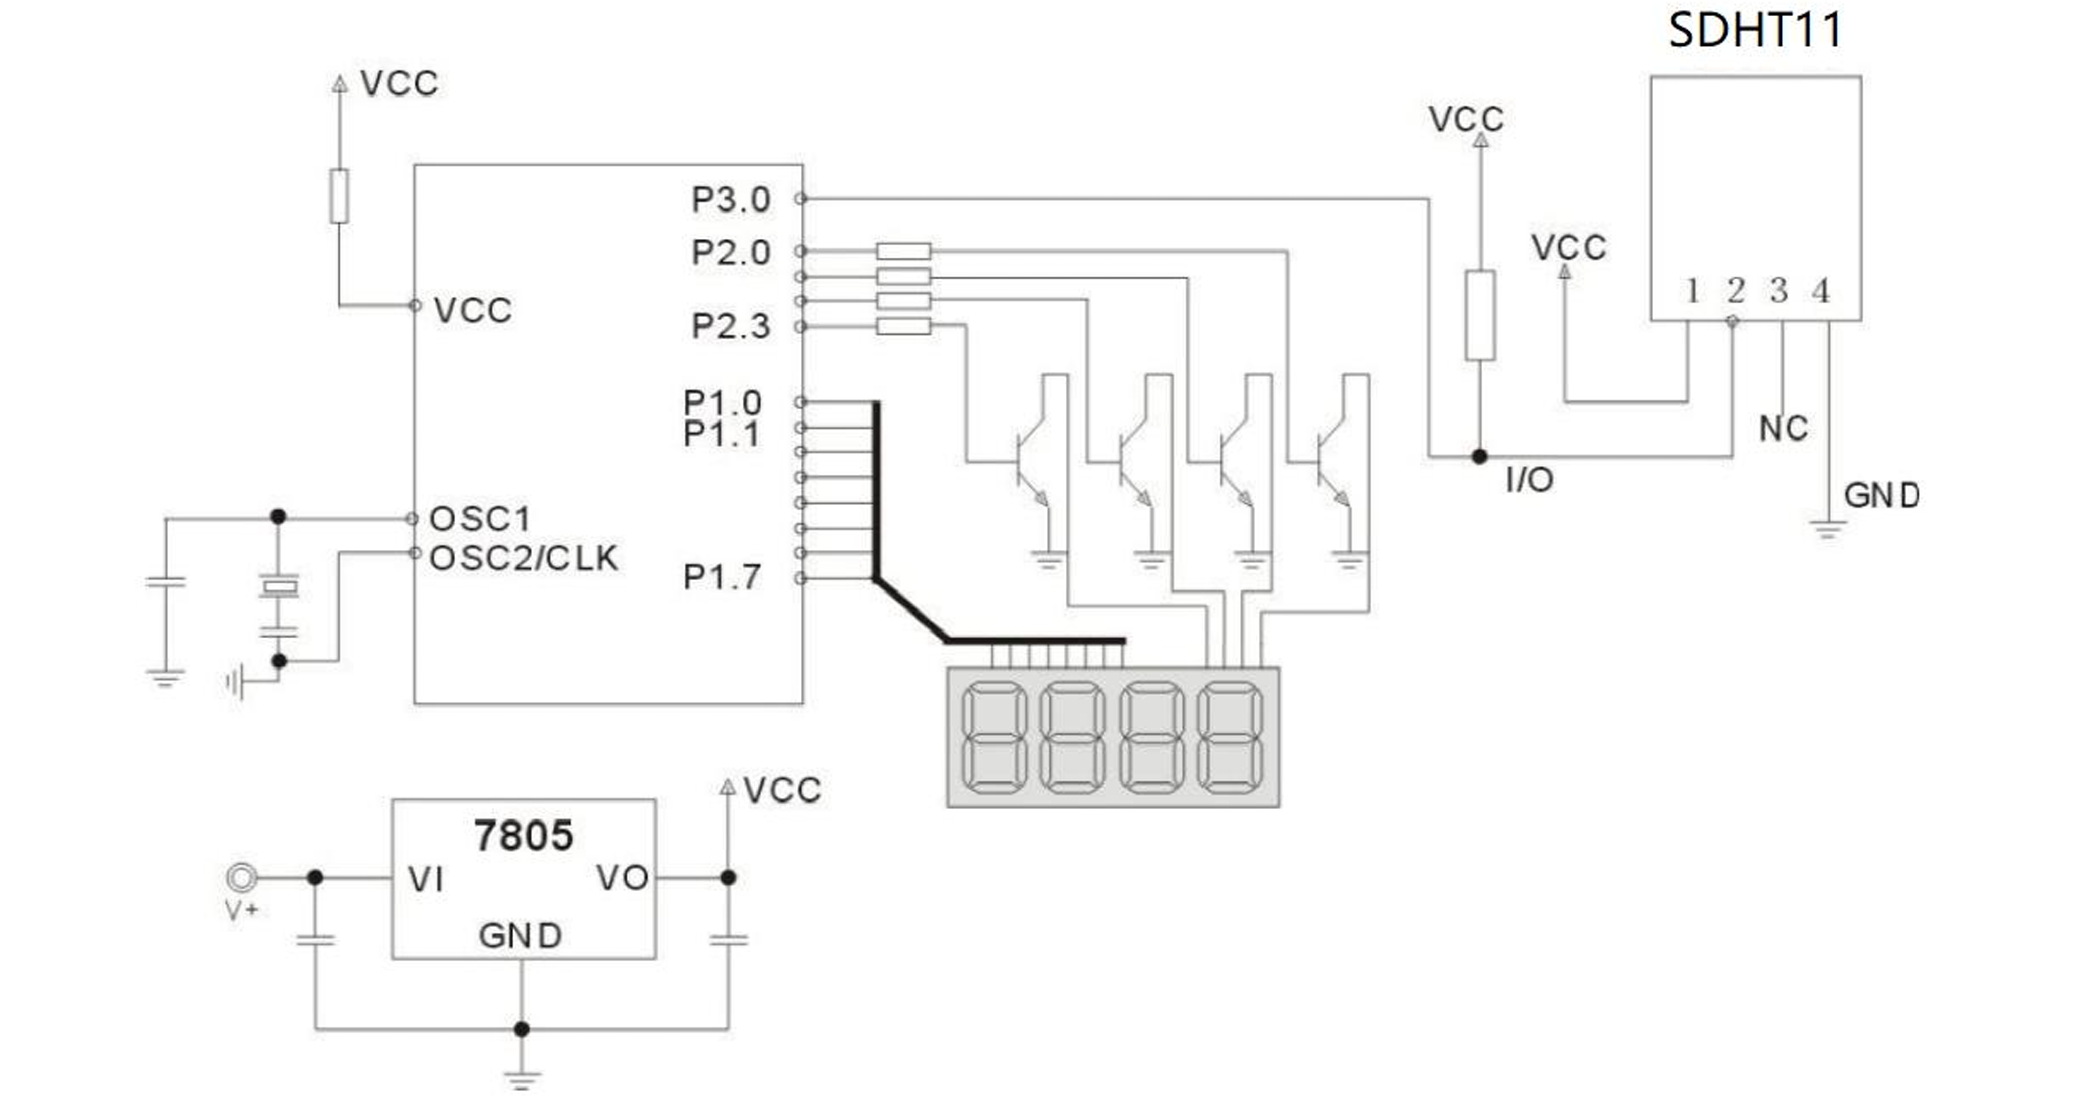 SDHT11
VCC
VCC
P3.0
P2.0
VCC
1 2 3 4
VCC
P2.3
P1.0
P1.1
NC
I/O
GND
OSC1
OSC2/CLK
P1.7
VCC
7805
VI
VO
V+
GND